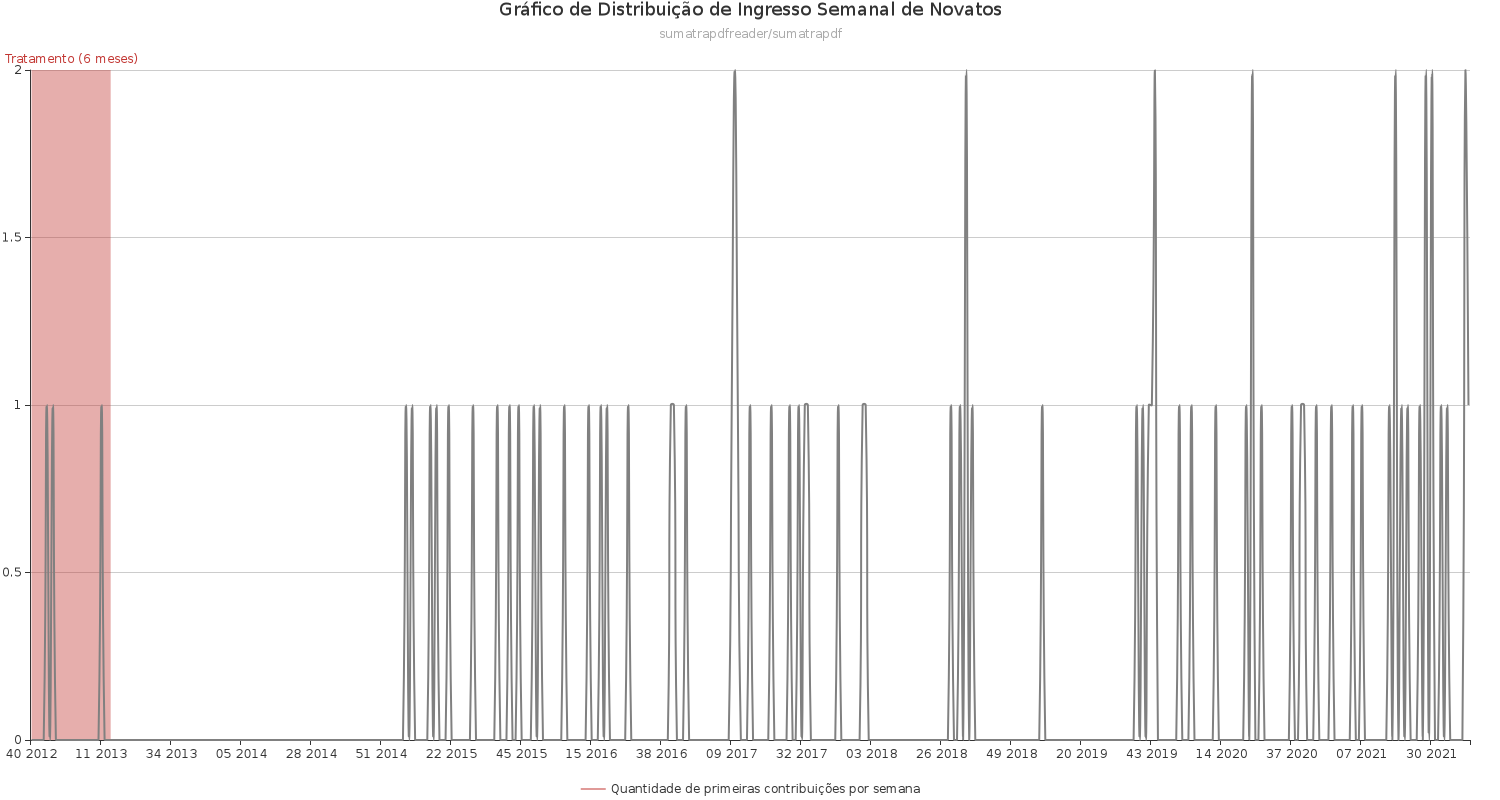 Gráfico de Distribuição de Ingresso Semanal de Novatos
sumatrapdfreader/sumatrapdf
Tratamento (6 meses)
2
1.5
1
0.5
0
40 2012 11 2013 34 2013 05 2014 28 2014 51 2014 22 2015 45 2015 15 2016 38 2016 09 2017 32 2017 03 2018 26 2018 49 2018 20 2019 43 2019 14 2020 37 2020 07 2021 30 2021
Quantidade de primeiras contribuições por semana